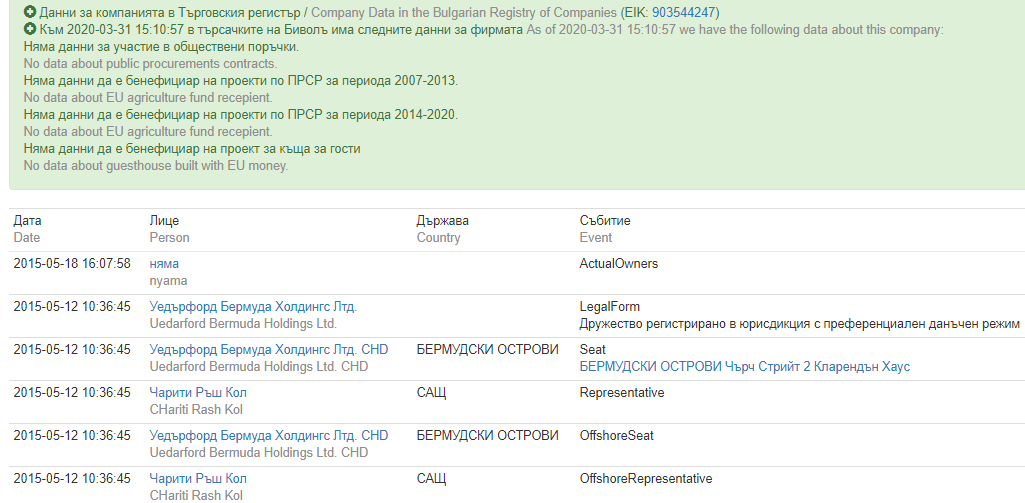 Данни за компанията в Търговския регистър / Company Data in the Bulgarian Registry of Companies (EIK: 903544247)
Към 2020-03-31 15:10:57 в търсачките на Биволъ има следните данни за фирмата As of 2020-03-31 15:10:57 we have the following data about this company:
Няма данни за участие в обществени поръчки.
No data about public procurements contracts.
Няма данни да е бенефициар на проекти по ПРСР за периода 2007-2013.
No data about EU agriculture fund recepient.
Няма данни да е бенефициар на проекти по ПРСР за периода 2014-2020.
No data about EU agriculture fund recepient.
Няма данни да е бенефициар на проект за къща за гости
No data about guesthouse built with EU money.
Дата Лице Държава Събитие
Date Person Country Event
2015-05-18 16:07:58 няма ActualOwners
nyama
2015-05-12 10:36:45 Уедърфорд Бермуда Холдингс Лтд. LegalForm
Uedarford Bermuda Holdings Ltd. Дружество регистрирано в юрисдикция с преференциален данъчен режим
2015-05-12 10:36:45 Уедърфорд Бермуда Холдингс Лтд. CHD БЕРМУДСКИ ОСТРОВИ Seat
Uedarford Bermuda Holdings Ltd. CHD БЕРМУДСКИ ОСТРОВИ Чърч Стрийт 2 Кларендън Хаус
2015-05-12 10:36:45 Чарити Ръш Кол САЩ Representative
CHariti Rash Kol
2015-05-12 10:36:45 Уедърфорд Бермуда Холдингс Лтд. CHD БЕРМУДСКИ ОСТРОВИ OffshoreSeat
Uedarford Bermuda Holdings Ltd. CHD
2015-05-12 10:36:45 Чарити Ръш Кол САЩ OffshoreRepresentative
CHariti Rash Kol